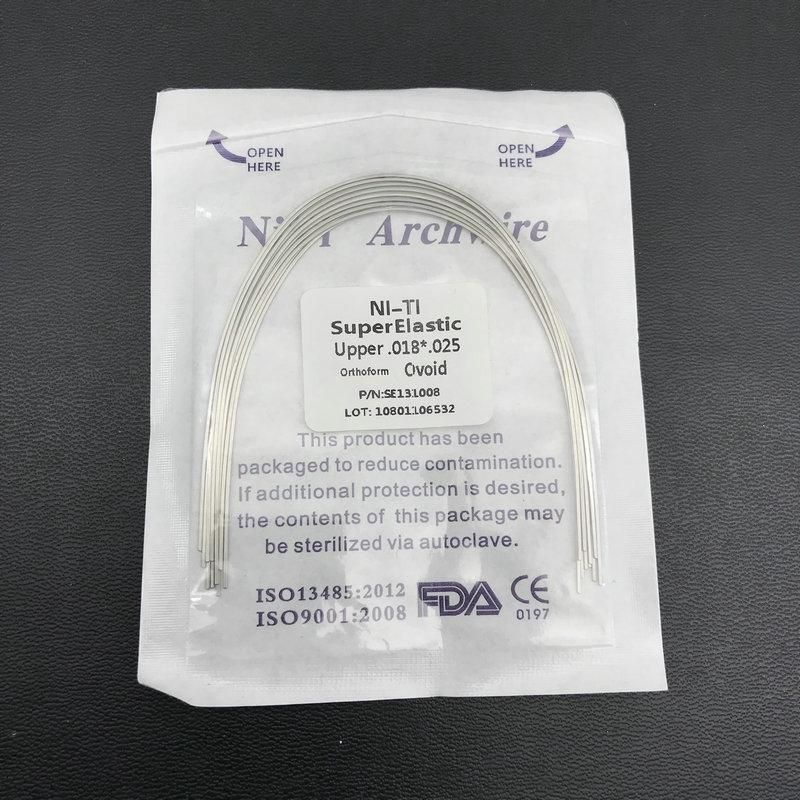 OPEN
HERE
OPEN
HERE
Archwire
NI-TI
SuperElastic
Upper .018*.025
Orthoform Ovoid
P/N:SE131008
LOT: 10801106532
This product has been
packaged to reduce contamination.
If additional protection is desired,
the contents of this package may
be sterilized via autoclave.
ISO13485:2012
ISO9001:2008
FDA
CE
0197